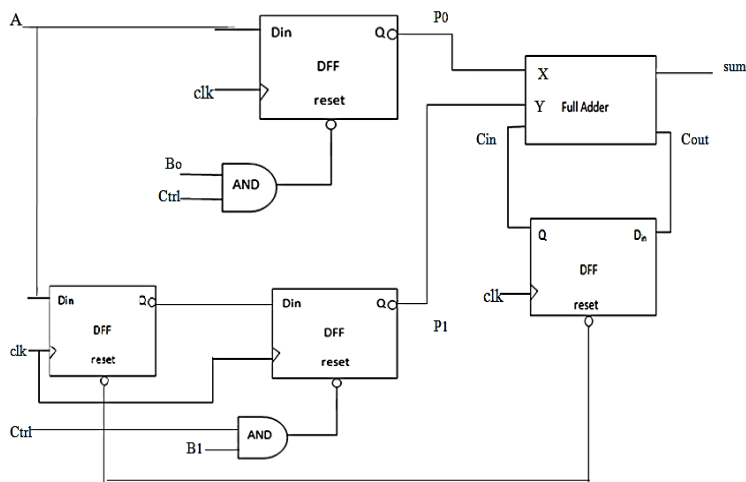 A
Din
Q
DFF
reset
clk
P0
X
Y
Full Adder
sum
Cin
Cout
Bo
Ctrl
AND
Q
Din
DFF
reset
clk
Din
Q
DFF
reset
clk
Din
Q
DFF
reset
P1
Ctrl
AND
B1